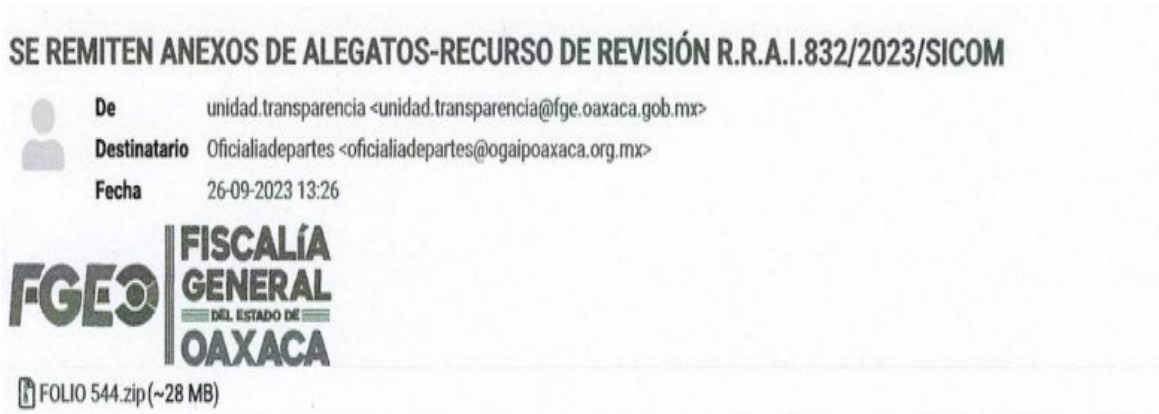 SE REMITEN ANEXOS DE ALEGATOS-RECURSO DE REVISIÓN R.R.A.I.832/2023/SICOM
De unidad.transparencia <unidad.transparencia@fge.oaxaca.gob.mx>
Destinatario Oficialiadepartes <oficialiadepartes@ogaipoaxaca.org.mx>
Fecha 26-09-2023 13:26
FGEO
FISCALÍA
GENERAL
DEL ESTADO DE
OAXACA
FOLIO 544.zip (~28 MB)